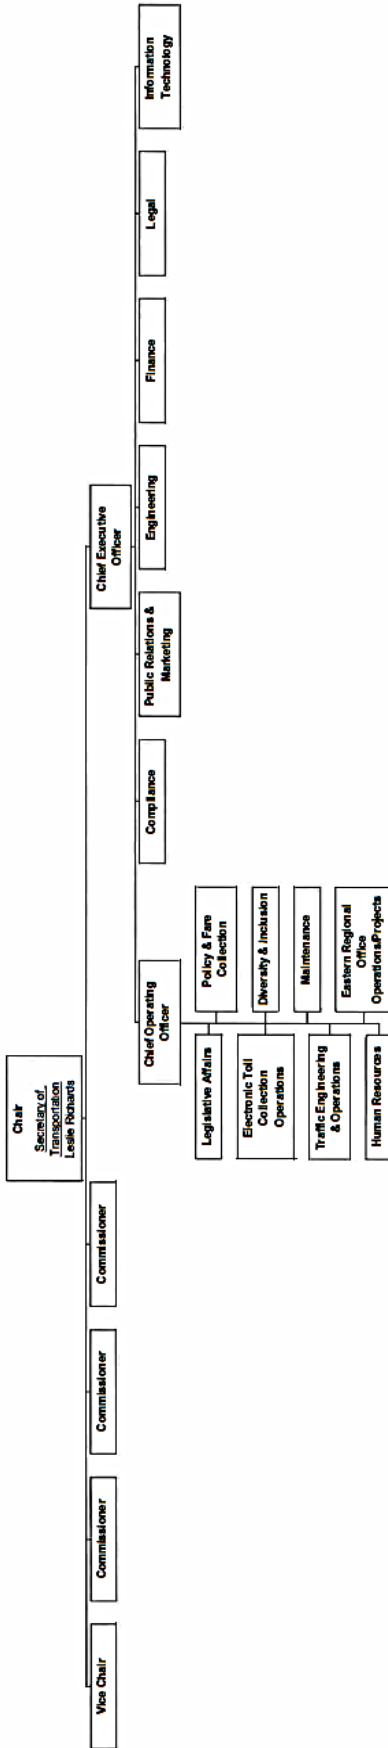 Chair
Secretary of
Transportation
Leslie Richards
Vice Chair
Commissioner
Commissioner
Commissioner
Chief Executive
Officer
Chief Operating
Officer
Compliance
Public Relations &
Marketing
Engineering
Finance
Legal
Information
Technology
Legislative Affairs
Policy & Fare
Collection
Electronic Toll
Collection
Operations
Diversity & Inclusion
Traffic Engineering
& Operations
Maintenance
Human Resources
Eastern Regional
Office
Operations/Projects